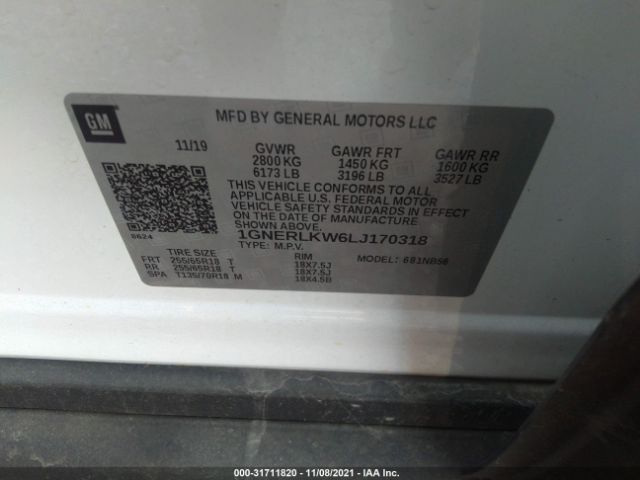 GM
MFD BY GENERAL MOTORS LLC
11/19 GVWR GAWR FRT GAWR RR
2800 KG 1450 KG 1600 KG
6173 LB 3196 LB 3527 LB
THIS VEHICLE CONFORMS TO ALL
APPLICABLE U.S. FEDERAL MOTOR
VEHICLE SAFETY STANDARDS IN EFFECT
ON THE DATE OF MANUFACTURE
SHOWN ABOVE.
1GNERLKW6LJ170318
TYPE: M.P.V.
TIRE SIZE RIM MODEL:
FRT 255/65R18 T 18X7.5J
RR 255/65R18 T 18X7.5J
SPA T135/70R18 M 18X4.5B
000-31711820 - 11/08/2021 - IAA Inc.